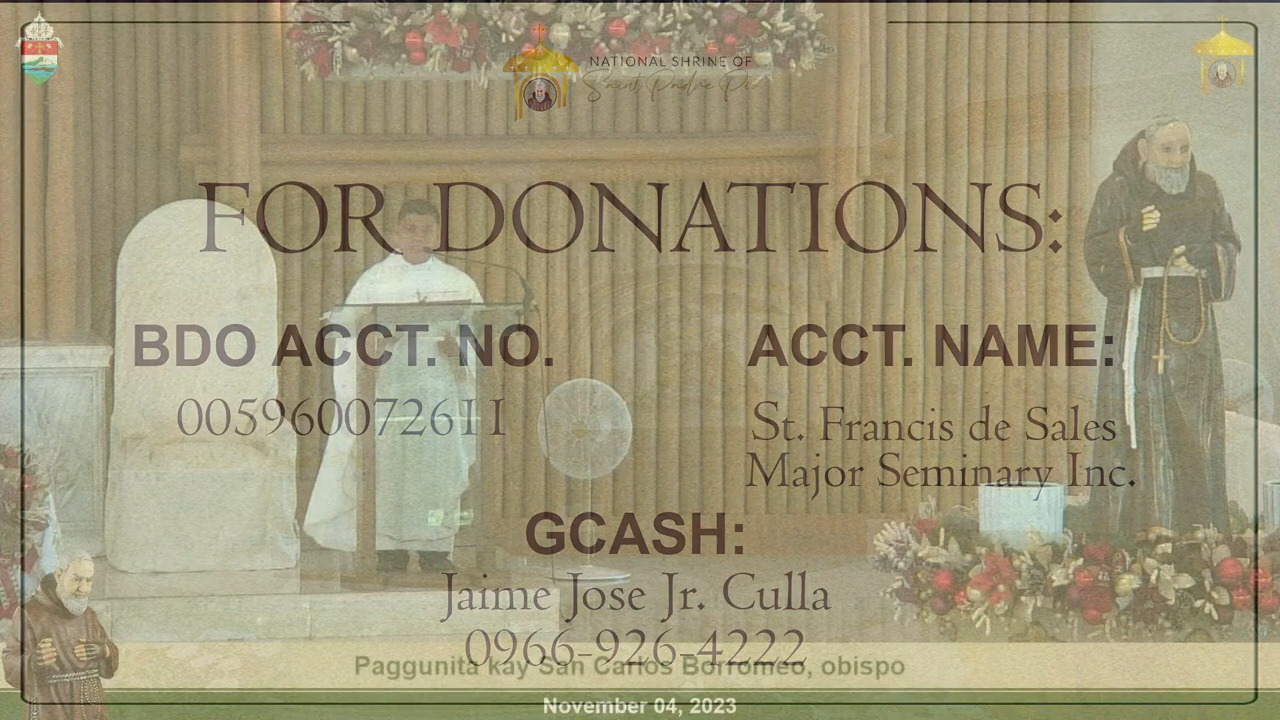 NATIONAL SHRINE OF
Saint Padre Pio
FOR DONATIONS:
BDO ACCT. NO.
005960072611
ACCT. NAME:
St. Francis de Sales
Major Seminary Inc.
GCASH:
Jaime Jose Jr. Culla
0966-926-4222
Paggunita kay San Carlos Borromeo, obispo
November 04, 2023